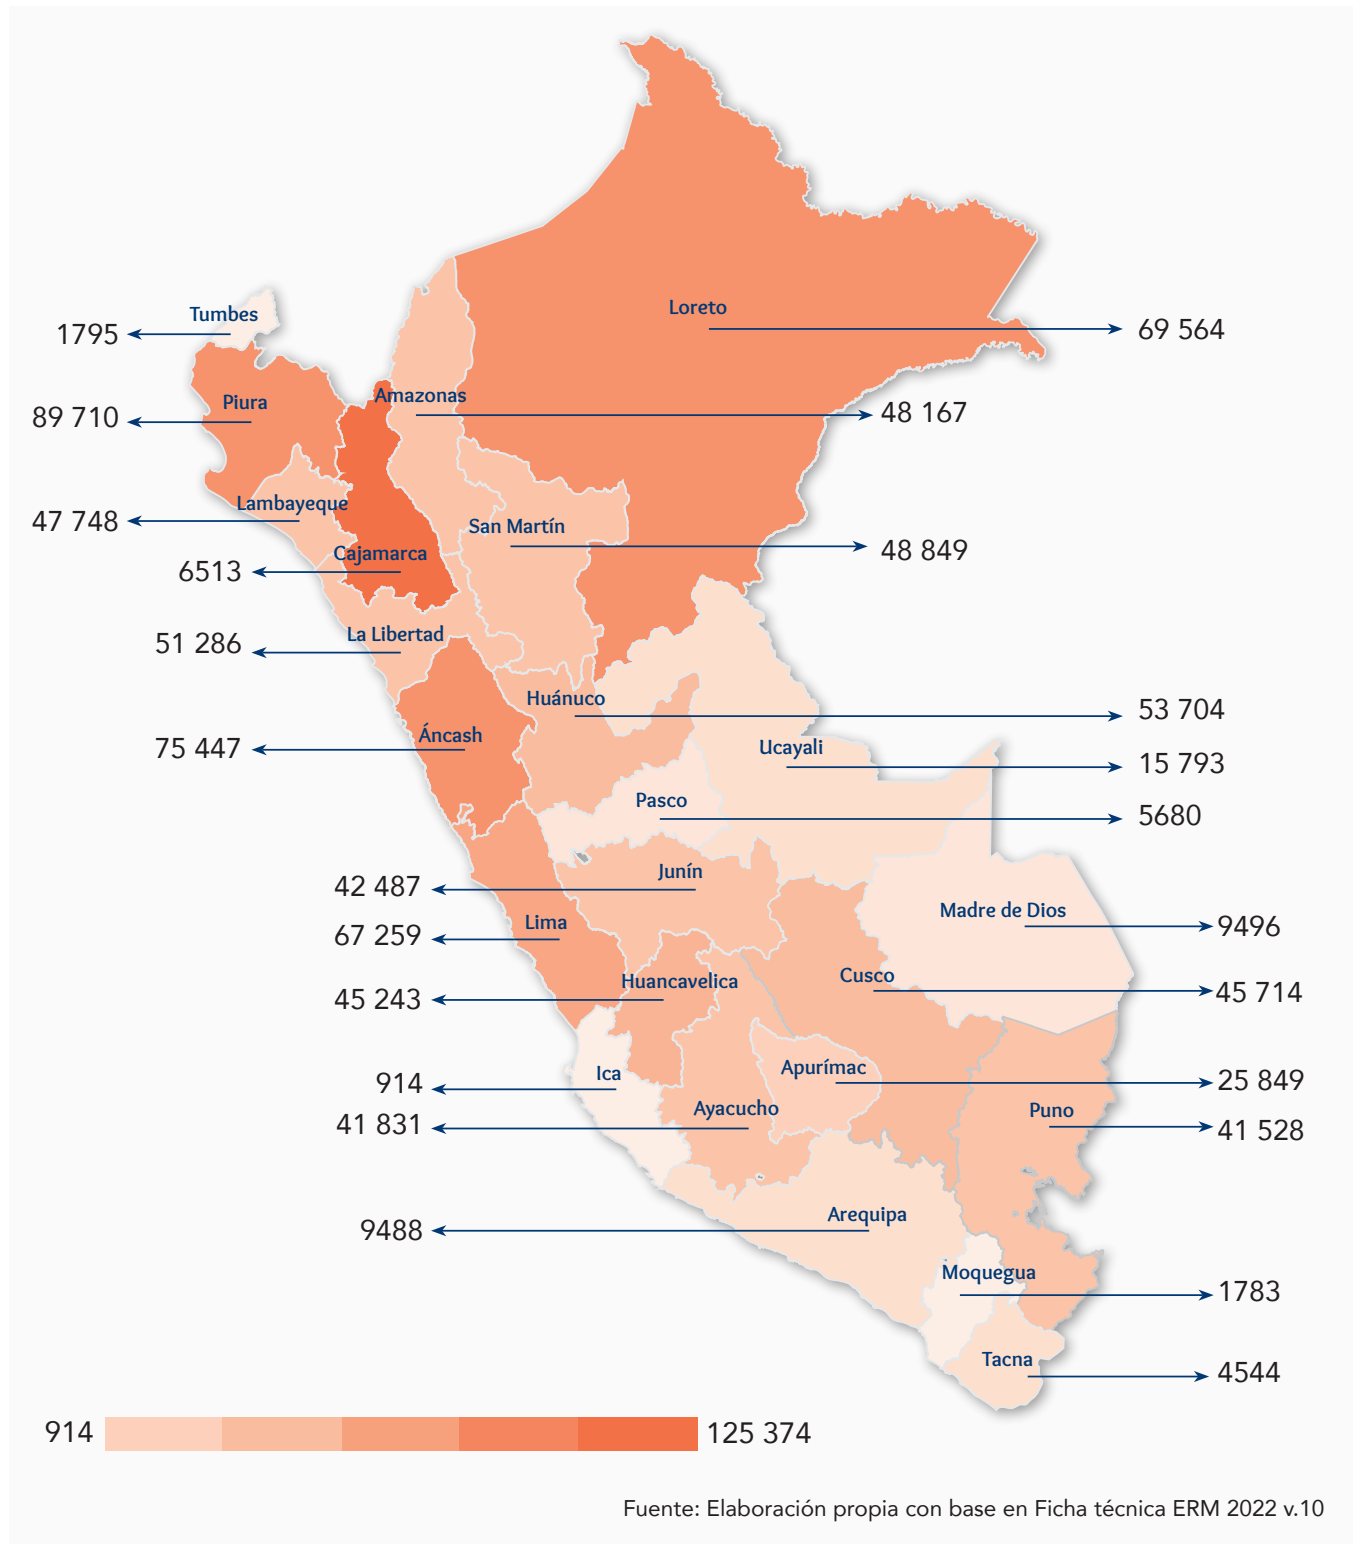 Loreto
69 564
Tumbes
1795
Piura
89 710
Amazonas
48 167
Lambayeque
47 748
San Martín
48 849
Cajamarca
6513
La Libertad
51 286
Huánuco
53 704
Áncash
75 447
Ucayali
15 793
Pasco
5680
Junín
42 487
Lima
67 259
Madre de Dios
9496
Cusco
45 714
Huancavelica
45 243
Ica
914
Apurímac
25 849
Ayacucho
41 831
Puno
41 528
Arequipa
9488
Moquegua
1783
Tacna
4544
914 125 374
Fuente: Elaboración propia con base en Ficha técnica ERM 2022 v.10